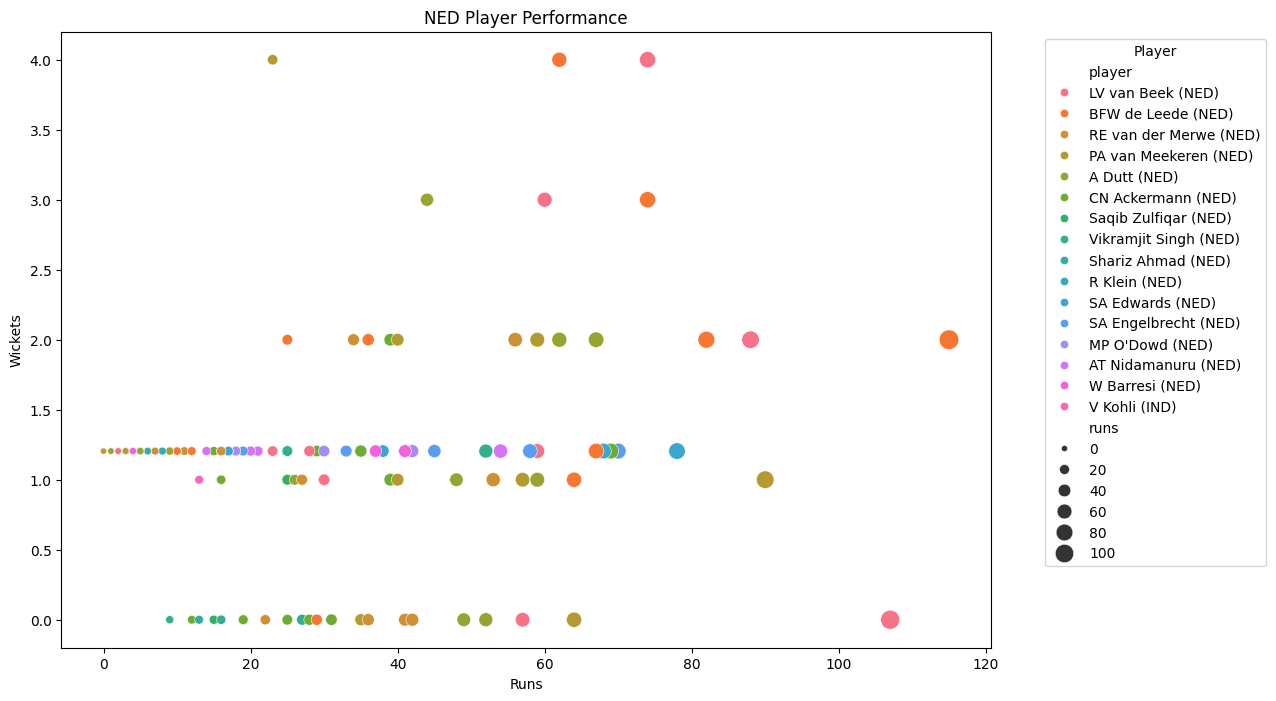 NED Player Performance
4.0
3.5
3.0
2.5
2.0
1.5
1.0
0.5
0.0
Wickets
0
20
40
60
80
100
120
Runs
Player
player
LV van Beek (NED)
BFW de Leede (NED)
RE van der Merwe (NED)
PA van Meekeren (NED)
A Dutt (NED)
CN Ackermann (NED)
Saqib Zulfiqar (NED)
Vikramjit Singh (NED)
Shariz Ahmad (NED)
R Klein (NED)
SA Edwards (NED)
SA Engelbrecht (NED)
MP O'Dowd (NED)
AT Nidamanuru (NED)
W Barresi (NED)
V Kohli (IND)
runs
0
20
40
60
80
100